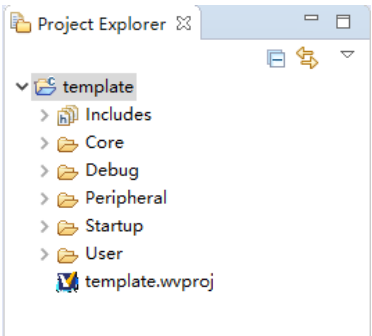 Project Explorer
template
Includes
Core
Debug
Peripheral
Startup
User
template.wvproj